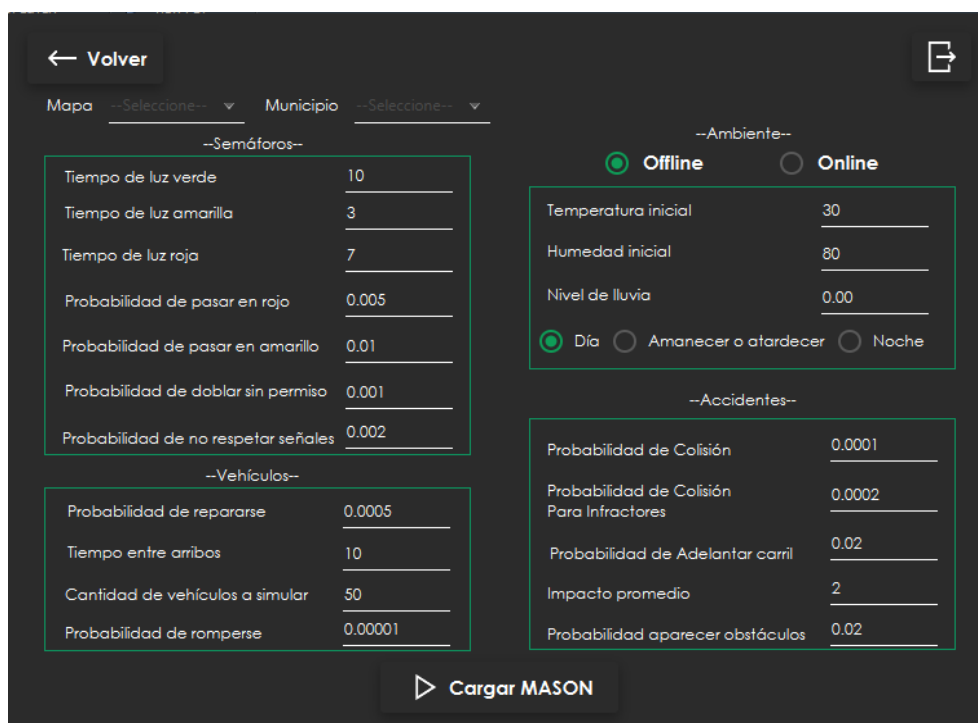 Volver
Mapa --Seleccione-- Municipio --Seleccione--
--Semáforos--
Tiempo de luz verde 10
Tiempo de luz amarilla 3
Tiempo de luz roja 7
Probabilidad de pasar en rojo 0.005
Probabilidad de pasar en amarillo 0.01
Probabilidad de doblar sin permiso 0.001
Probabilidad de no respetar señales 0.002
--Vehículos--
Probabilidad de repararse 0.0005
Tiempo entre arribos 10
Cantidad de vehículos a simular 50
Probabilidad de romperse 0.00001
--Ambiente--
Offline Online
Temperatura inicial 30
Humedad inicial 80
Nivel de lluvia 0.00
Día Amanecer o atardecer Noche
--Accidentes--
Probabilidad de Colisión 0.0001
Probabilidad de Colisión
Para Infractores 0.0002
Probabilidad de Adelantar carril 0.02
Impacto promedio 2
Probabilidad aparecer obstáculos 0.02
Cargar MASON